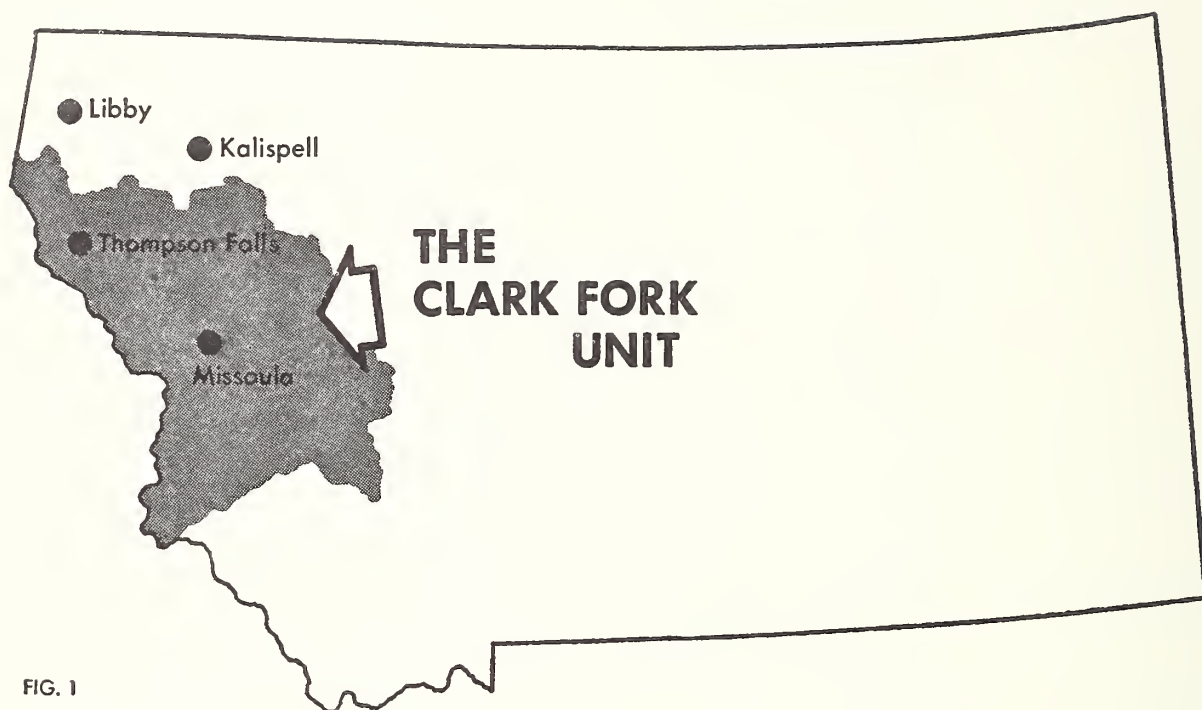 Libby
Kalispell
Thompson Falls
THE
CLARK FORK
UNIT
Missoula
FIG. 1